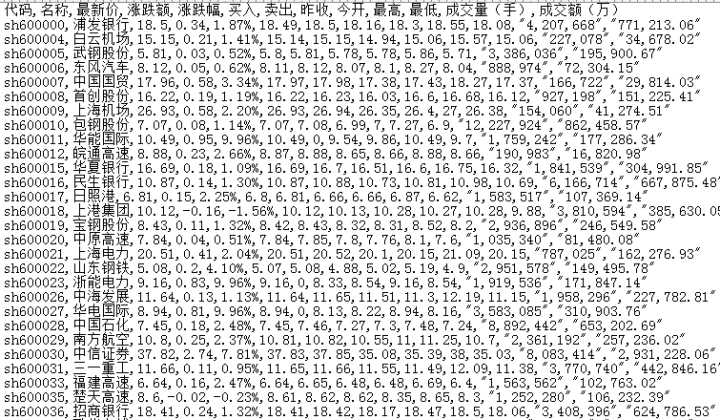 代码,名称,最新价,涨跌额,涨跌幅,买入,卖出,昨收,今开,最高,最低,成交量（手）,成交额（万）
sh600000,浦发银行,18.5,0.34,1.87%,18.49,18.5,18.16,18.3,18.55,18.08,"4,207,668","771,213.06"
sh600004,白云机场,15.15,0.21,1.41%,15.14,15.15,14.94,15.06,15.57,15.06,"227,078","34,678.02"
sh600005,武钢股份,5.81,0.03,0.52%,5.8,5.81,5.78,5.78,5.86,5.71,"3,386,036","195,900.67"
sh600006,东风汽车,8.12,0.05,0.62%,8.11,8.12,8.07,8.1,8.27,8.04,"888,974","72,304.15"
sh600007,中国国贸,17.96,0.58,3.34%,17.97,17.98,17.38,17.43,18.27,17.37,"166,722","29,814.03"
sh600008,首创股份,16.22,0.19,1.19%,16.22,16.23,16.03,16.6,16.68,16.12,"927,198","151,225.41"
sh600009,上海机场,26.93,0.58,2.20%,26.93,26.94,26.35,26.4,27,26.38,"154,060","41,274.51"
sh600010,包钢股份,7.07,0.08,1.14%,7.07,7.08,6.99,7,7.27,6.9,"12,227,924","862,458.57"
sh600011,华能国际,10.49,0.95,9.96%,10.49,0,9.54,9.86,10.49,9.7,"1,759,242","177,286.34"
sh600012,皖通高速,8.88,0.23,2.66%,8.87,8.88,8.65,8.66,8.88,8.66,"190,983","16,820.98"
sh600015,华夏银行,16.69,0.18,1.09%,16.69,16.7,16.51,16.6,16.75,16.32,"1,841,539","304,991.85"
sh600016,民生银行,10.87,0.14,1.30%,10.87,10.88,10.73,10.81,10.98,10.69,"6,166,714","667,875.48"
sh600017,日照港,6.81,0.15,2.25%,6.8,6.81,6.66,6.66,6.87,6.62,"1,583,517","107,369.14"
sh600018,上港集团,10.12,-0.16,-1.56%,10.12,10.13,10.28,10.27,10.28,9.88,"3,810,594","385,630.05
sh600019,宝钢股份,8.43,0.11,1.32%,8.42,8.43,8.32,8.31,8.52,8.2,"2,936,896","246,549.58"
sh600020,中原高速,7.84,0.04,0.51%,7.84,7.85,7.8,7.76,8.1,7.6,"1,035,340","81,480.08"
sh600021,上海电力,20.51,0.41,2.04%,20.51,20.52,20.1,20.15,21.09,20.15,"787,025","162,276.93"
sh600022,山东钢铁,5.08,0.2,4.10%,5.07,5.08,4.88,5.02,5.19,4.9,"2,951,578","149,495.78"
sh600023,浙能电力,9.16,0.83,9.96%,9.16,0,8.33,8.54,9.16,8.54,"1,919,536","171,847.14"
sh600026,中海发展,11.64,0.13,1.13%,11.64,11.65,11.51,11.3,12.19,11.15,"1,958,296","227,782.81"
sh600027,华电国际,8.94,0.81,9.96%,8.94,0,8.13,8.22,8.94,8.16,"3,583,085","310,903.76"
sh600028,中国石化,7.45,0.18,2.48%,7.45,7.46,7.27,7.3,7.48,7.24,"8,892,442","653,202.69"
sh600029,南方航空,10.8,0.25,2.37%,10.81,10.82,10.55,11,11.25,10.7,"2,361,192","257,236.02"
sh600030,中信证券,37.82,2.74,7.81%,37.83,37.85,35.08,35.39,38,35.03,"8,083,414","2,931,228.06"
sh600031,三一重工,11.66,0.11,0.95%,11.65,11.66,11.55,11.49,12.09,11.38,"3,770,740","442,846.16"
sh600033,福建高速,6.64,0.16,2.47%,6.64,6.65,6.48,6.48,6.69,6.4,"1,563,562","102,763.02"
sh600035,楚天高速,8.6,-0.02,-0.23%,8.61,8.62,8.62,8.35,8.65,8.3,"1,252,280","106,232.39"
sh600036,招商银行,18.41,0.24,1.32%,18.41,18.42,18.17,18.47,18.5,18.06,"3,408,796","624,786.53"